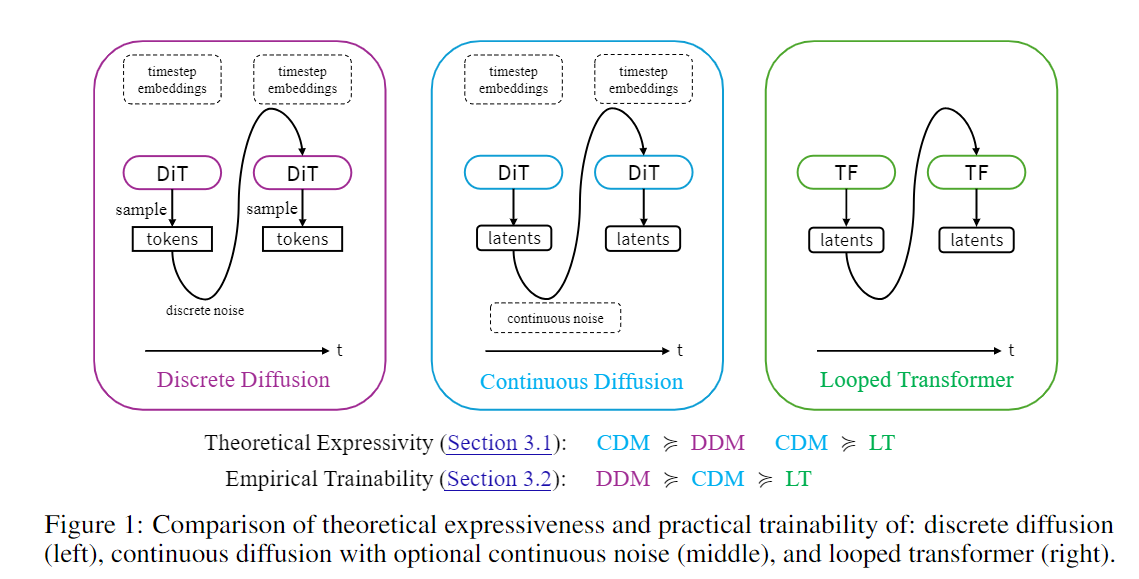 timestep
embeddings
timestep
embeddings
DiT
DiT
sample
sample
tokens
tokens
discrete noise
t
Discrete Diffusion
timestep
embeddings
timestep
embeddings
DiT
DiT
latents
latents
continuous noise
t
Continuous Diffusion
TF
TF
latents
latents
t
Looped Transformer
Theoretical Expressivity (Section 3.1): CDM ≽ DDM CDM ≽ LT
Empirical Trainability (Section 3.2): DDM ≽ CDM ≽ LT
Figure 1: Comparison of theoretical expressiveness and practical trainability of: discrete diffusion
(left), continuous diffusion with optional continuous noise (middle), and looped transformer (right).